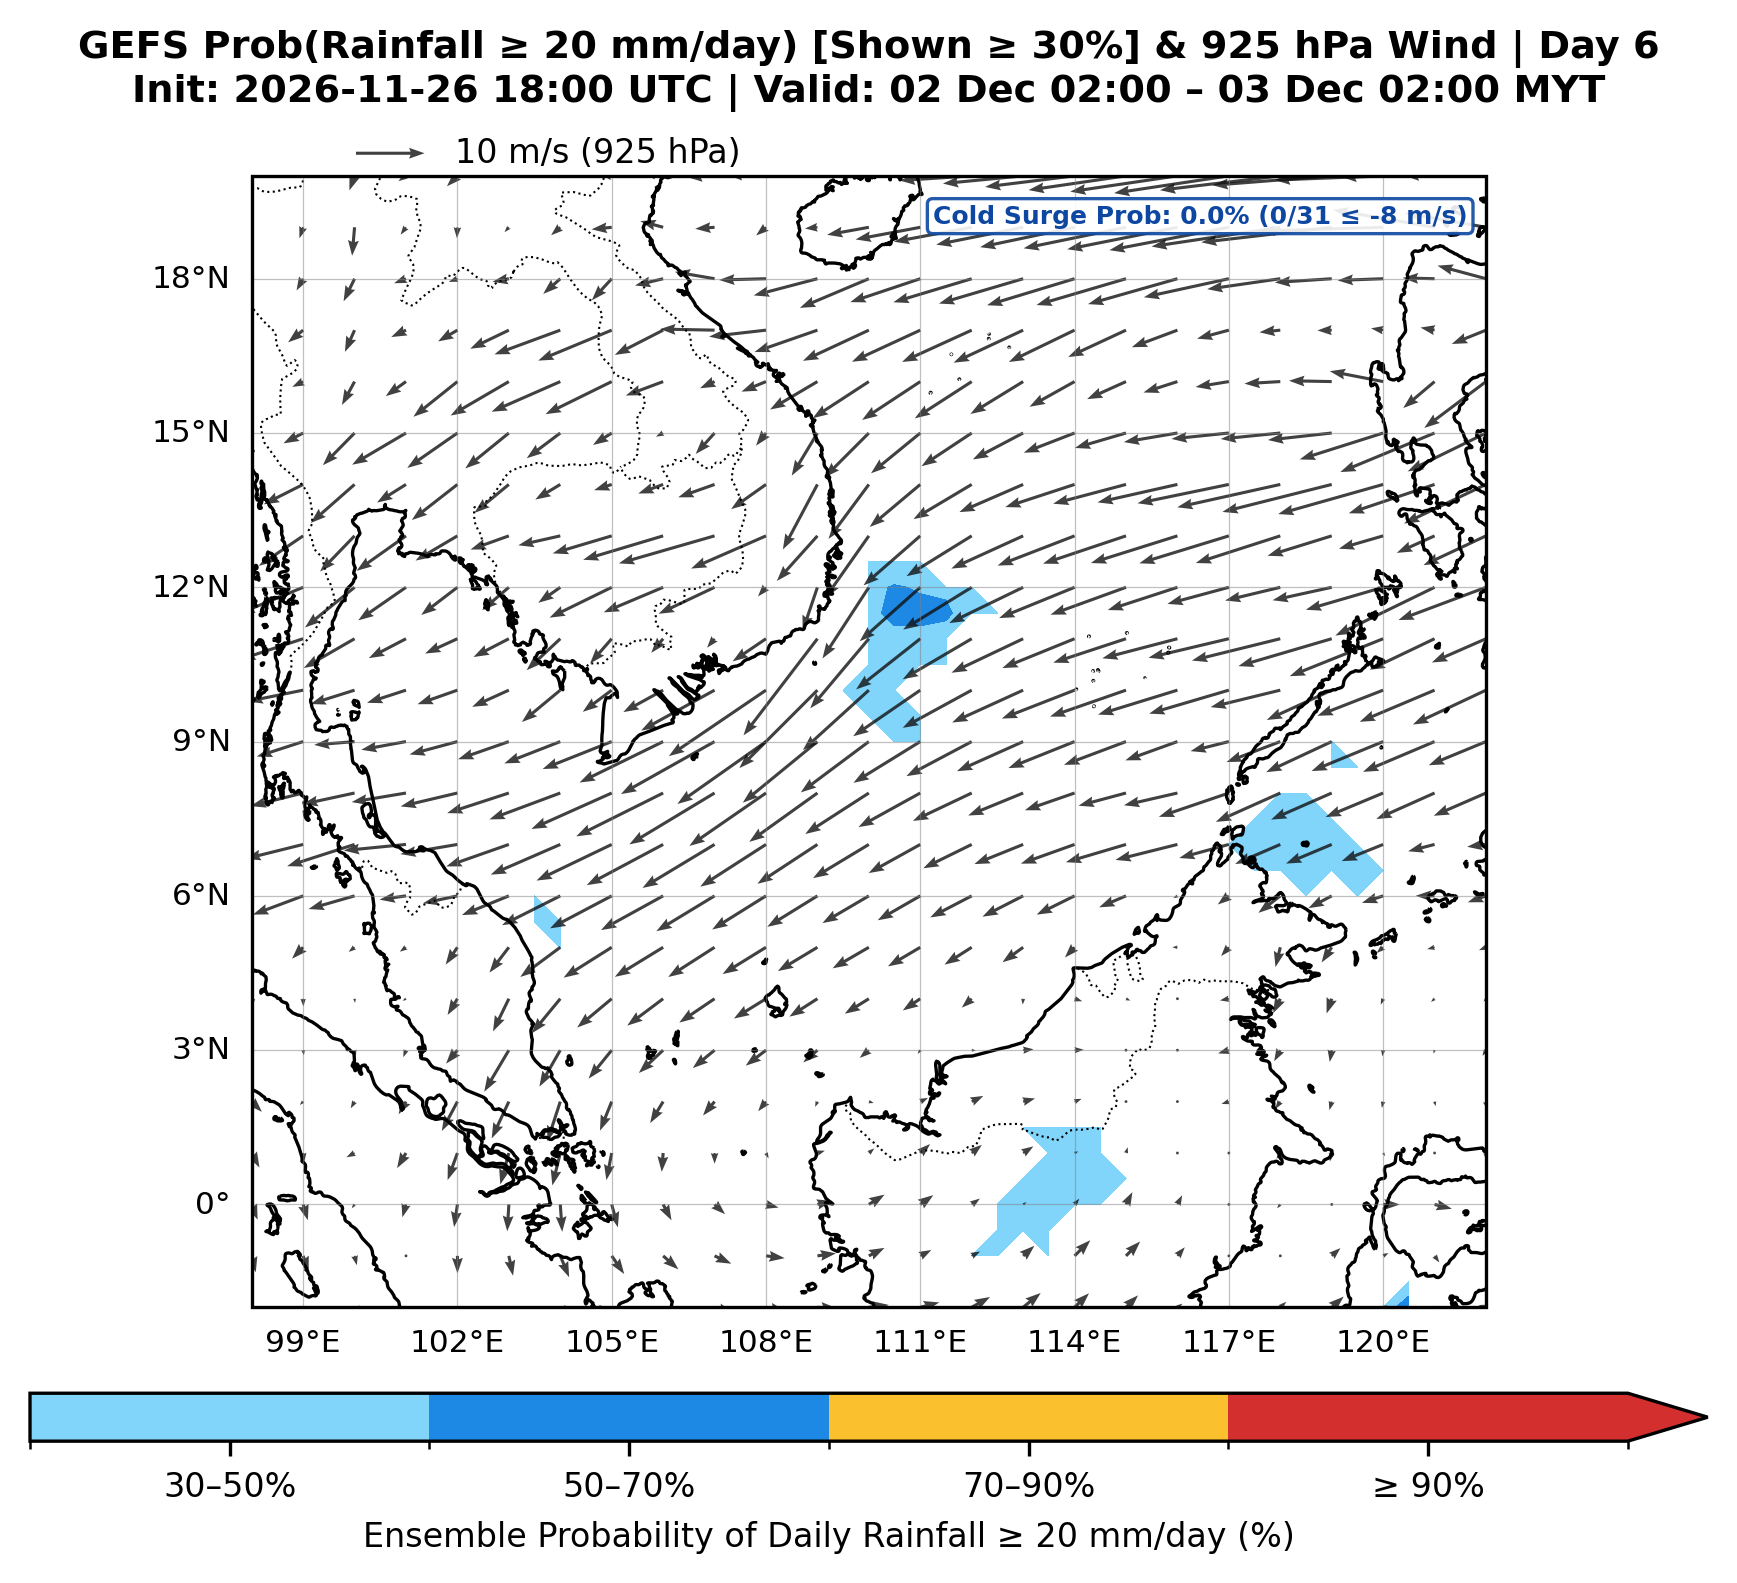 GEFS Prob(Rainfall ≥ 20 mm/day) [Shown ≥ 30%] & 925 hPa Wind | Day 6
Init: 2026-11-26 18:00 UTC | Valid: 02 Dec 02:00 – 03 Dec 02:00 MYT
10 m/s (925 hPa)
Cold Surge Prob: 0.0% (0/31 ≤ -8 m/s)
18°N
15°N
12°N
9°N
6°N
3°N
0°
99°E 102°E 105°E 108°E 111°E 114°E 117°E 120°E
30–50% 50–70% 70–90% ≥ 90%
Ensemble Probability of Daily Rainfall ≥ 20 mm/day (%)